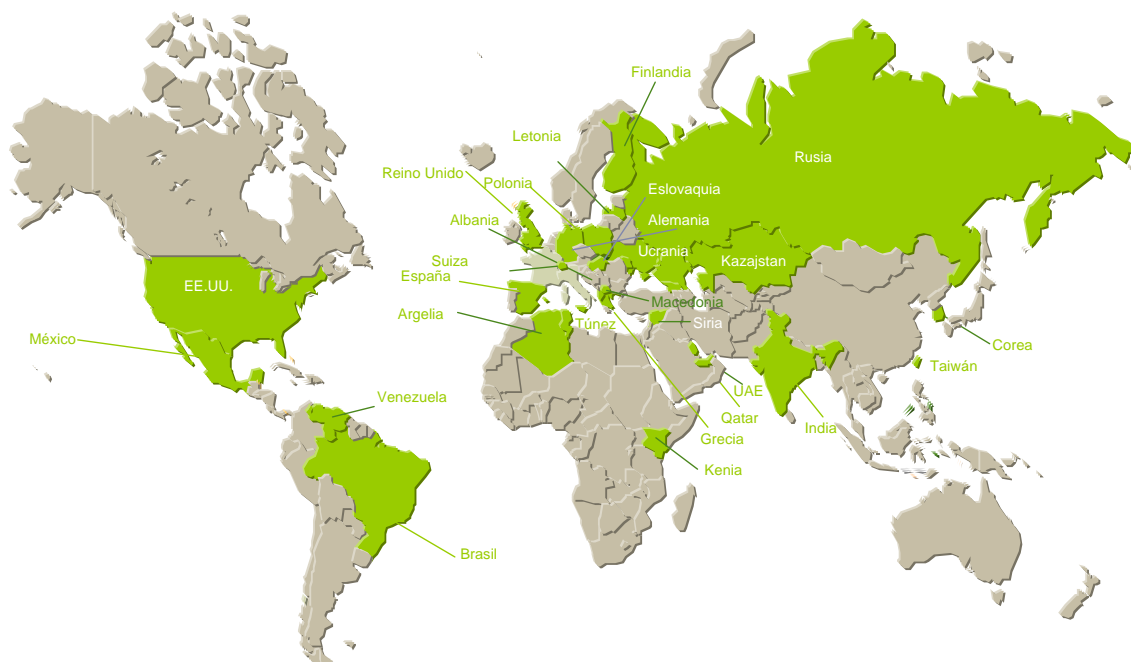 Finlandia
Letonia
Rusia
Reino Unido
Polonia
Eslovaquia
Albania
Alemania
Ucrania
Suiza
Kazajstan
España
EE.UU.
Macedonia
Argelia
Túnez
Siria
México
Corea
Taiwán
UAE
Venezuela
Qatar
India
Grecia
Kenia
Brasil